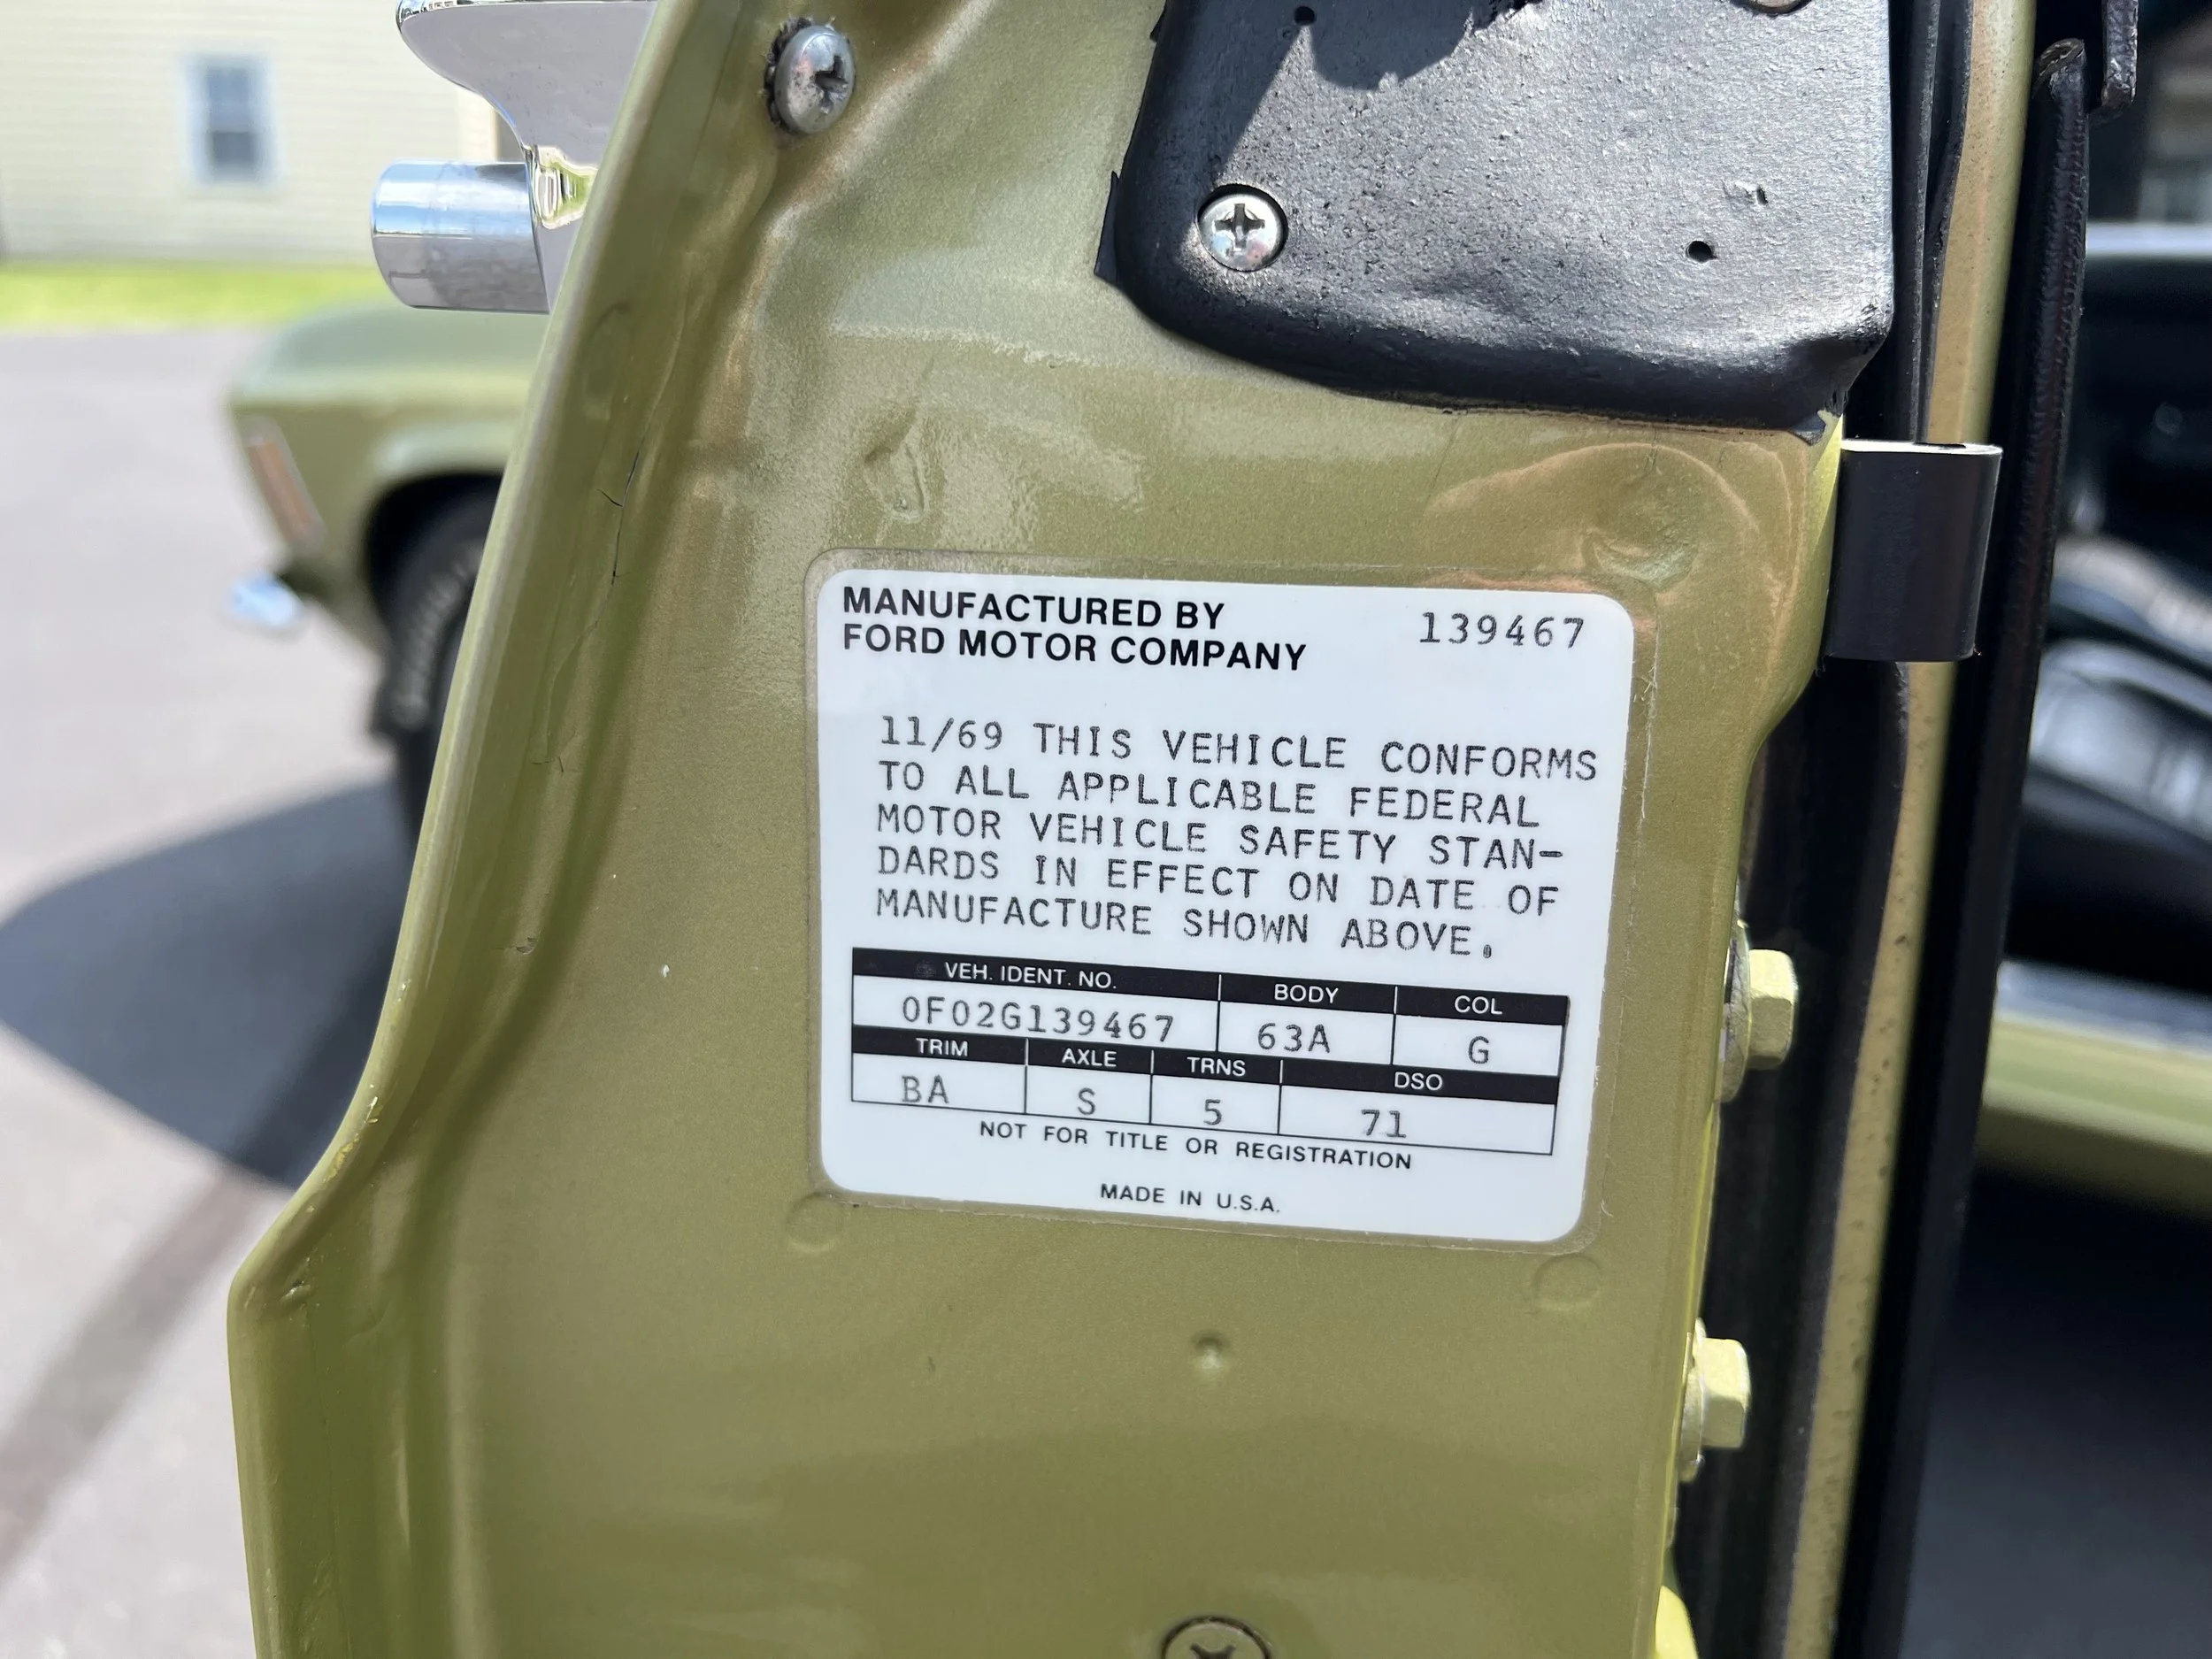 MANUFACTURED BY
FORD MOTOR COMPANY
139467
11/69 THIS VEHICLE CONFORMS
TO ALL APPLICABLE FEDERAL
MOTOR VEHICLE SAFETY STAN-
DARDS IN EFFECT ON DATE OF
MANUFACTURE SHOWN ABOVE.
VEH. IDENT. NO. BODY COL
0F02G139467 63A G
TRIM AXLE TRNS DSO
BA S 5 71
NOT FOR TITLE OR REGISTRATION
MADE IN U.S.A.